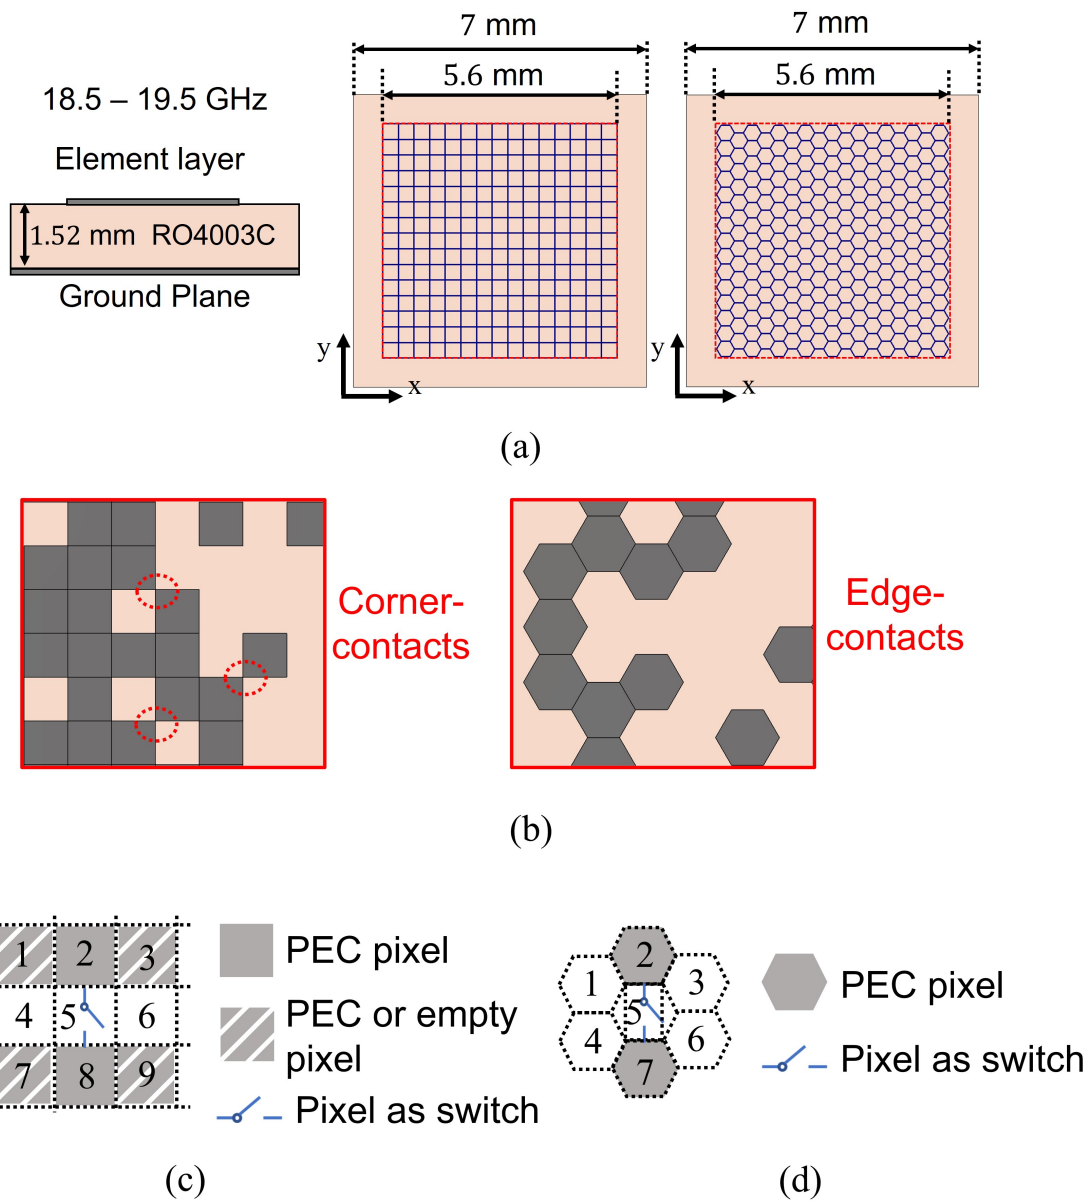 7 mm
5.6 mm
7 mm
5.6 mm
18.5 – 19.5 GHz
Element layer
1.52 mm RO4003C
Ground Plane
y
x
y
x
(a)
Corner-
contacts
Edge-
contacts
(b)
1 2 3
4 5 6
7 8 9
PEC pixel
PEC or empty
pixel
Pixel as switch
(c)
2
1 3
5
4 6
7
PEC pixel
Pixel as switch
(d)